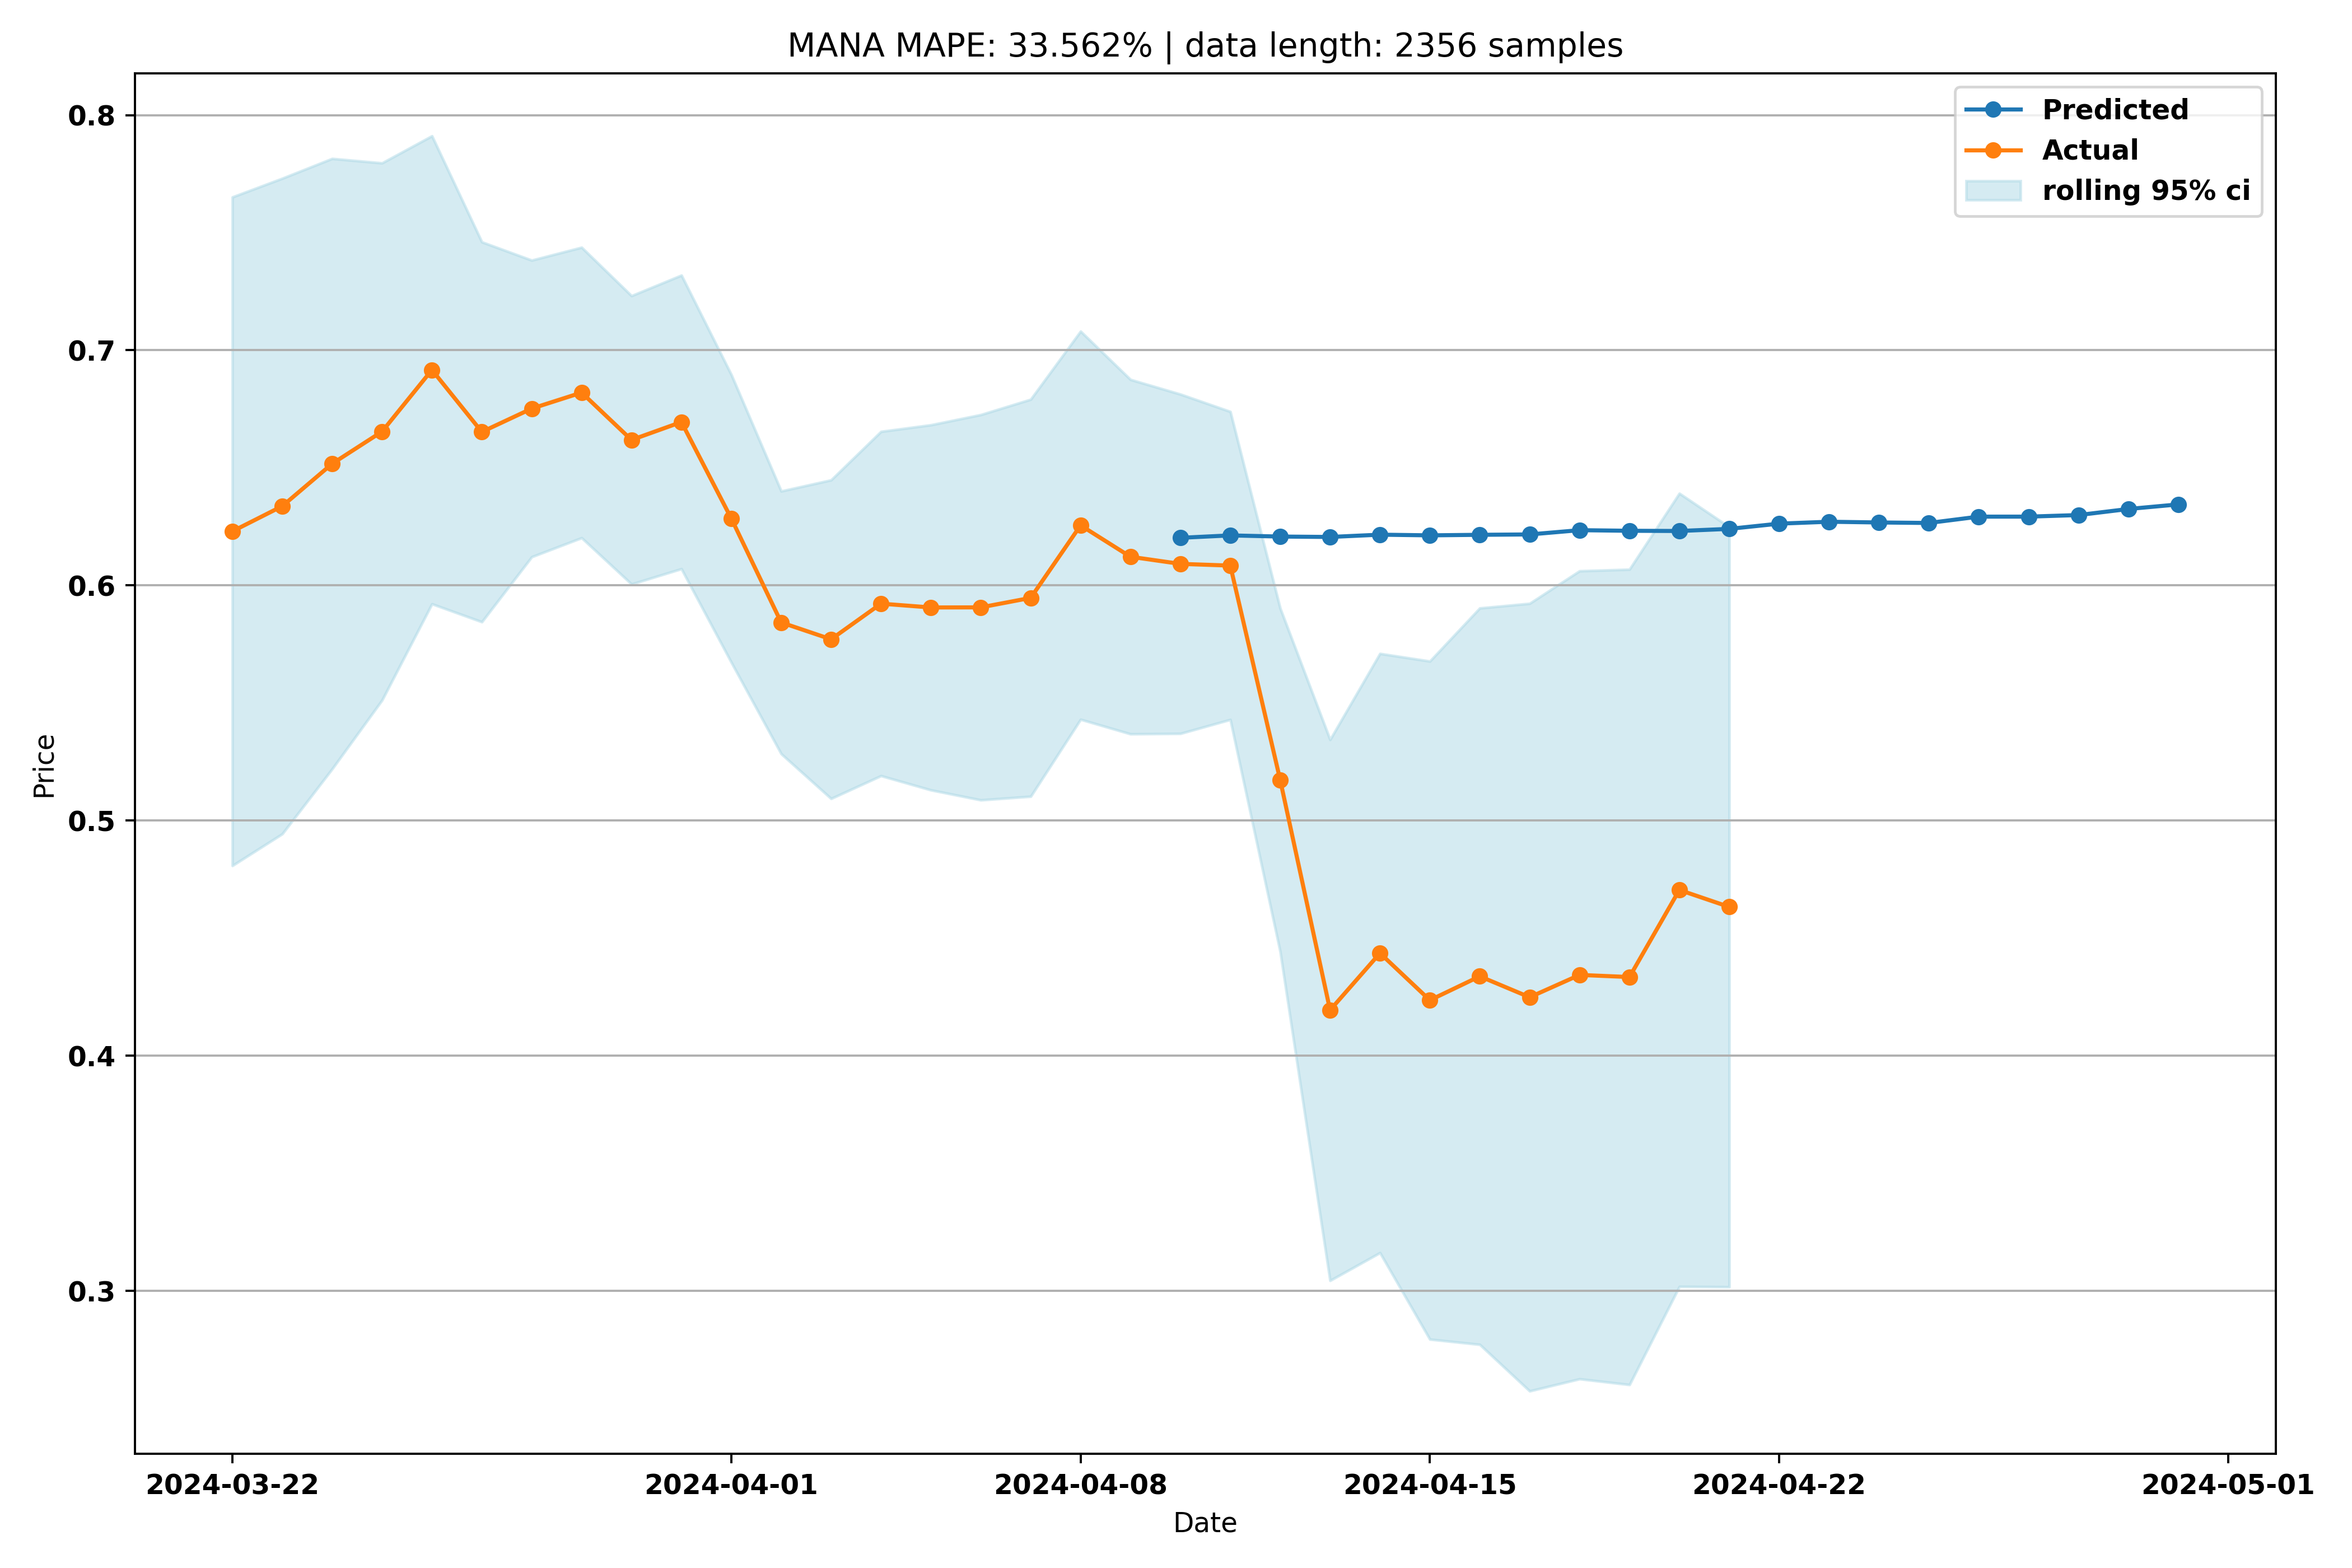 MANA MAPE: 33.562% | data length: 2356 samples
Predicted
Actual
rolling 95% ci
0.8
0.7
0.6
0.5
0.4
0.3
Price
2024-03-22 2024-04-01 2024-04-08 2024-04-15 2024-04-22 2024-05-01
Date